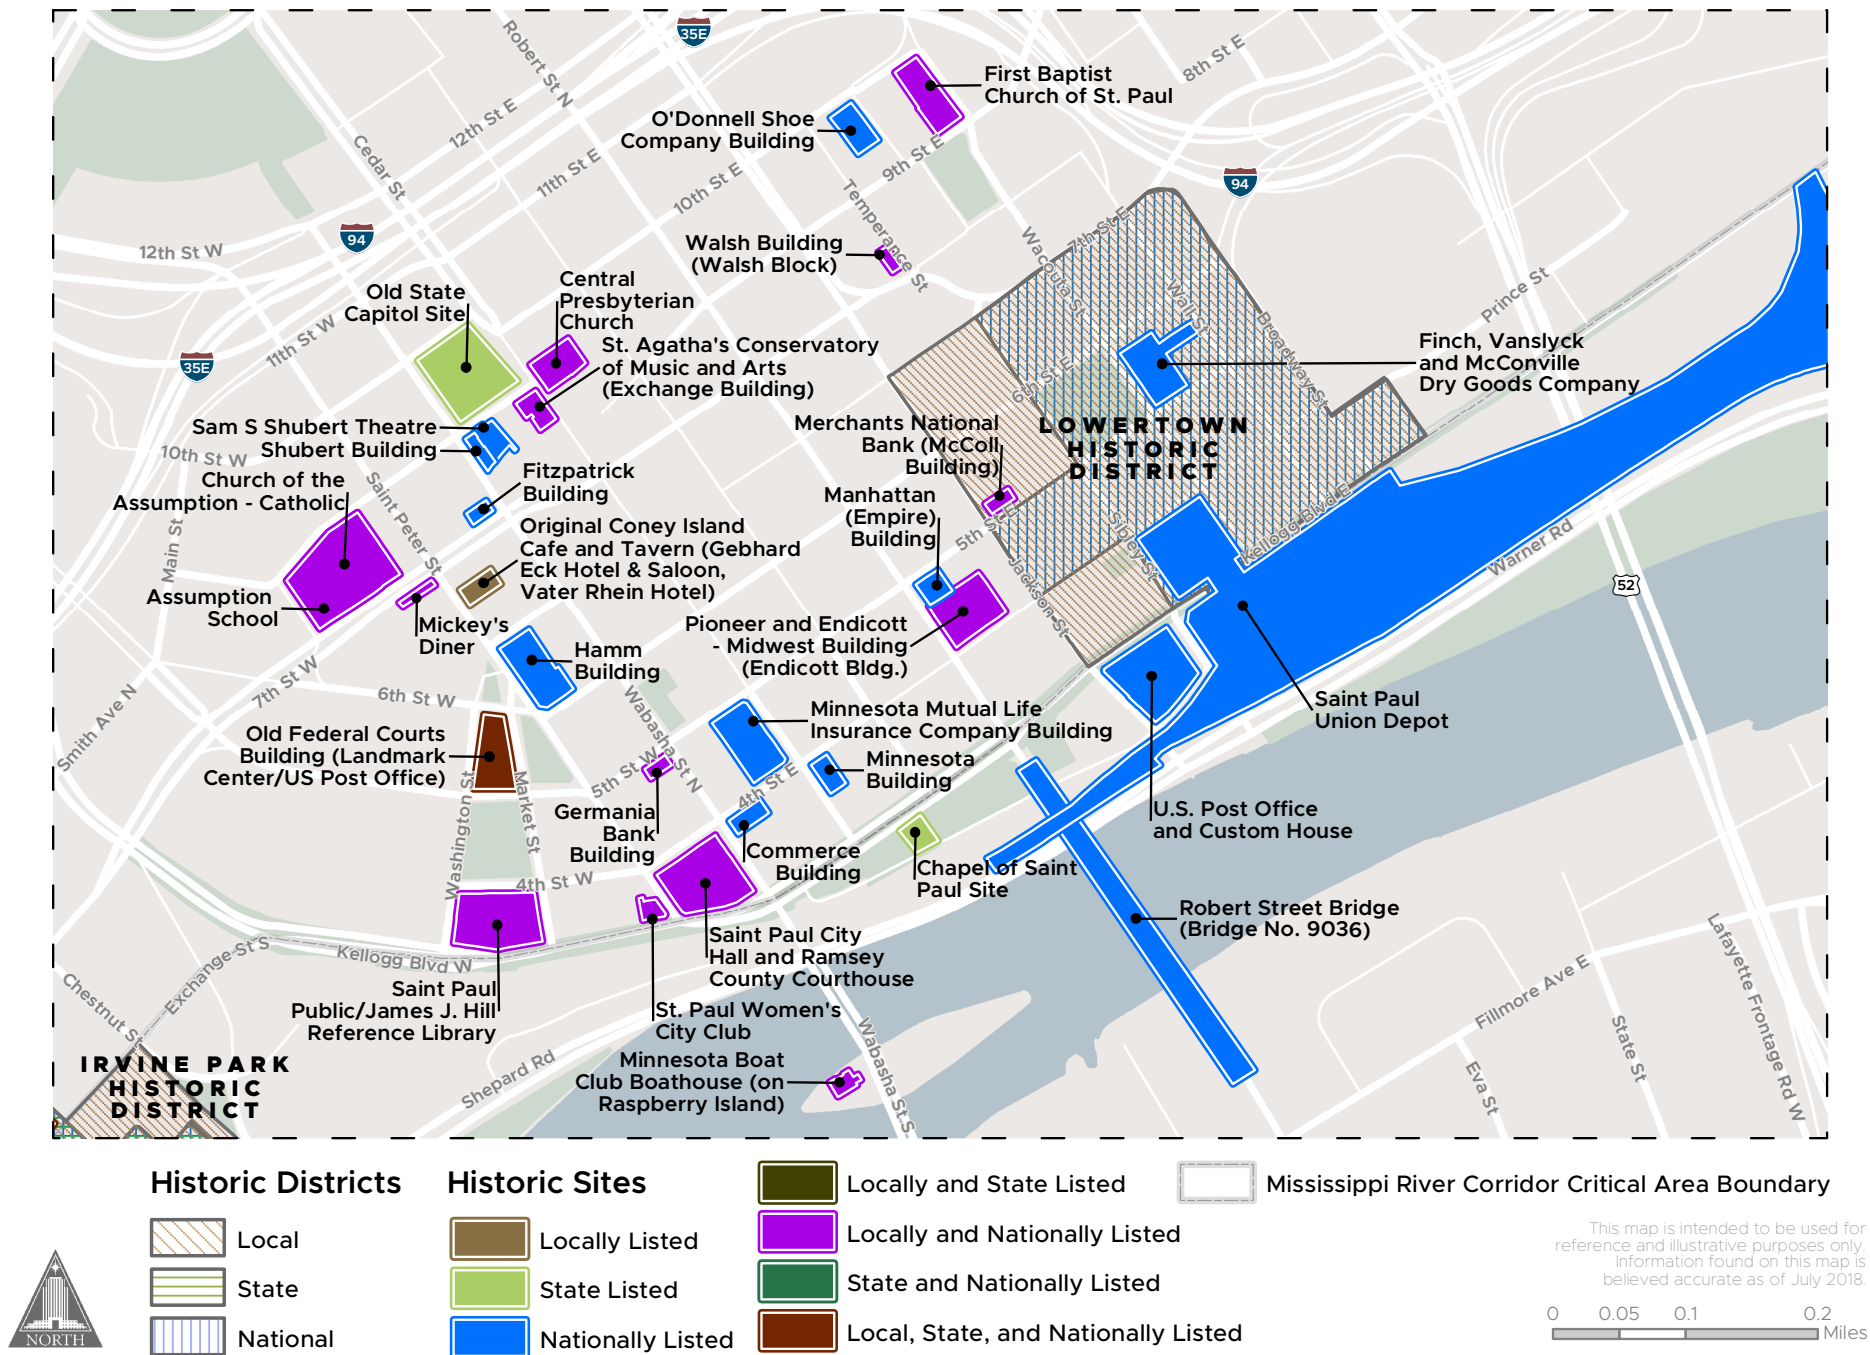 35E
Robert St N
8th St E
First Baptist
Church of St. Paul
O'Donnell Shoe
Company Building
12th St E
Cedar St
11th St E
10th St E
9th St E
Temperance St
94
7th St E
12th St W
94
Walsh Building
(Walsh Block)
Wacouta St
Wall St
Broadway St
Prince St
Old State
Capitol Site
Central
Presbyterian
Church
11th St W
35E
St. Agatha's Conservatory
of Music and Arts
(Exchange Building)
Finch, Vanslyck
and McConville
Dry Goods Company
6th St E
Sam S Shubert Theatre
Shubert Building
10th St W
Merchants National
Bank (McColl
Building)
LOWERTOWN
HISTORIC
DISTRICT
Church of the
Assumption - Catholic
Saint Peter St
Fitzpatrick
Building
Manhattan
(Empire)
Building
5th St E
Sibley St
Kellogg Blvd E
Warner Rd
Main St
Original Coney Island
Cafe and Tavern (Gebhard
Eck Hotel & Saloon,
Vater Rhein Hotel)
Jackson St
52
Assumption
School
Mickey's
Diner
Pioneer and Endicott
- Midwest Building
(Endicott Bldg.)
Hamm
Building
7th St W
6th St W
Smith Ave N
Wabasha St N
Saint Paul
Union Depot
Old Federal Courts
Building (Landmark
Center/US Post Office)
Minnesota Mutual Life
Insurance Company Building
Minnesota
Building
5th St W
4th St E
Washington St
Market St
Germania
Bank
Building
Commerce
Building
U.S. Post Office
and Custom House
Chapel of Saint
Paul Site
4th St W
Robert Street Bridge
(Bridge No. 9036)
Kellogg Blvd W
Exchange St S
Chestnut St
Saint Paul City
Hall and Ramsey
County Courthouse
Saint Paul
Public/James J. Hill
Reference Library
St. Paul Women's
City Club
Fillmore Ave E
Lafayette Frontage Rd W
State St
Eva St
Wabasha St S
Shepard Rd
Minnesota Boat
Club Boathouse (on
Raspberry Island)
IRVINE PARK
HISTORIC
DISTRICT
Historic Districts
Local
State
National
Historic Sites
Locally Listed
State Listed
Nationally Listed
Locally and State Listed
Locally and Nationally Listed
State and Nationally Listed
Local, State, and Nationally Listed
Mississippi River Corridor Critical Area Boundary
This map is intended to be used for
reference and illustrative purposes only.
Information found on this map is
believed accurate as of July 2018.
0 0.05 0.1 0.2
Miles
NORTH